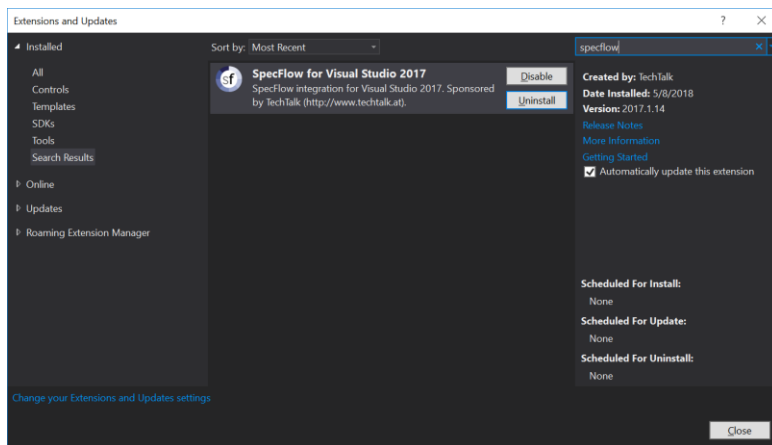 Extensions and Updates
? ×
Installed
All
Controls
Templates
SDKs
Tools
Search Results
Online
Updates
Roaming Extension Manager
Change your Extensions and Updates settings
Sort by: Most Recent
sf
SpecFlow for Visual Studio 2017
SpecFlow integration for Visual Studio 2017. Sponsored
by TechTalk (http://www.techtalk.at).
Disable
Uninstall
specflow
Created by: TechTalk
Date Installed: 5/8/2018
Version: 2017.1.14
Release Notes
More Information
Getting Started
Automatically update this extension
Scheduled For Install:
None
Scheduled For Update:
None
Scheduled For Uninstall:
None
Close